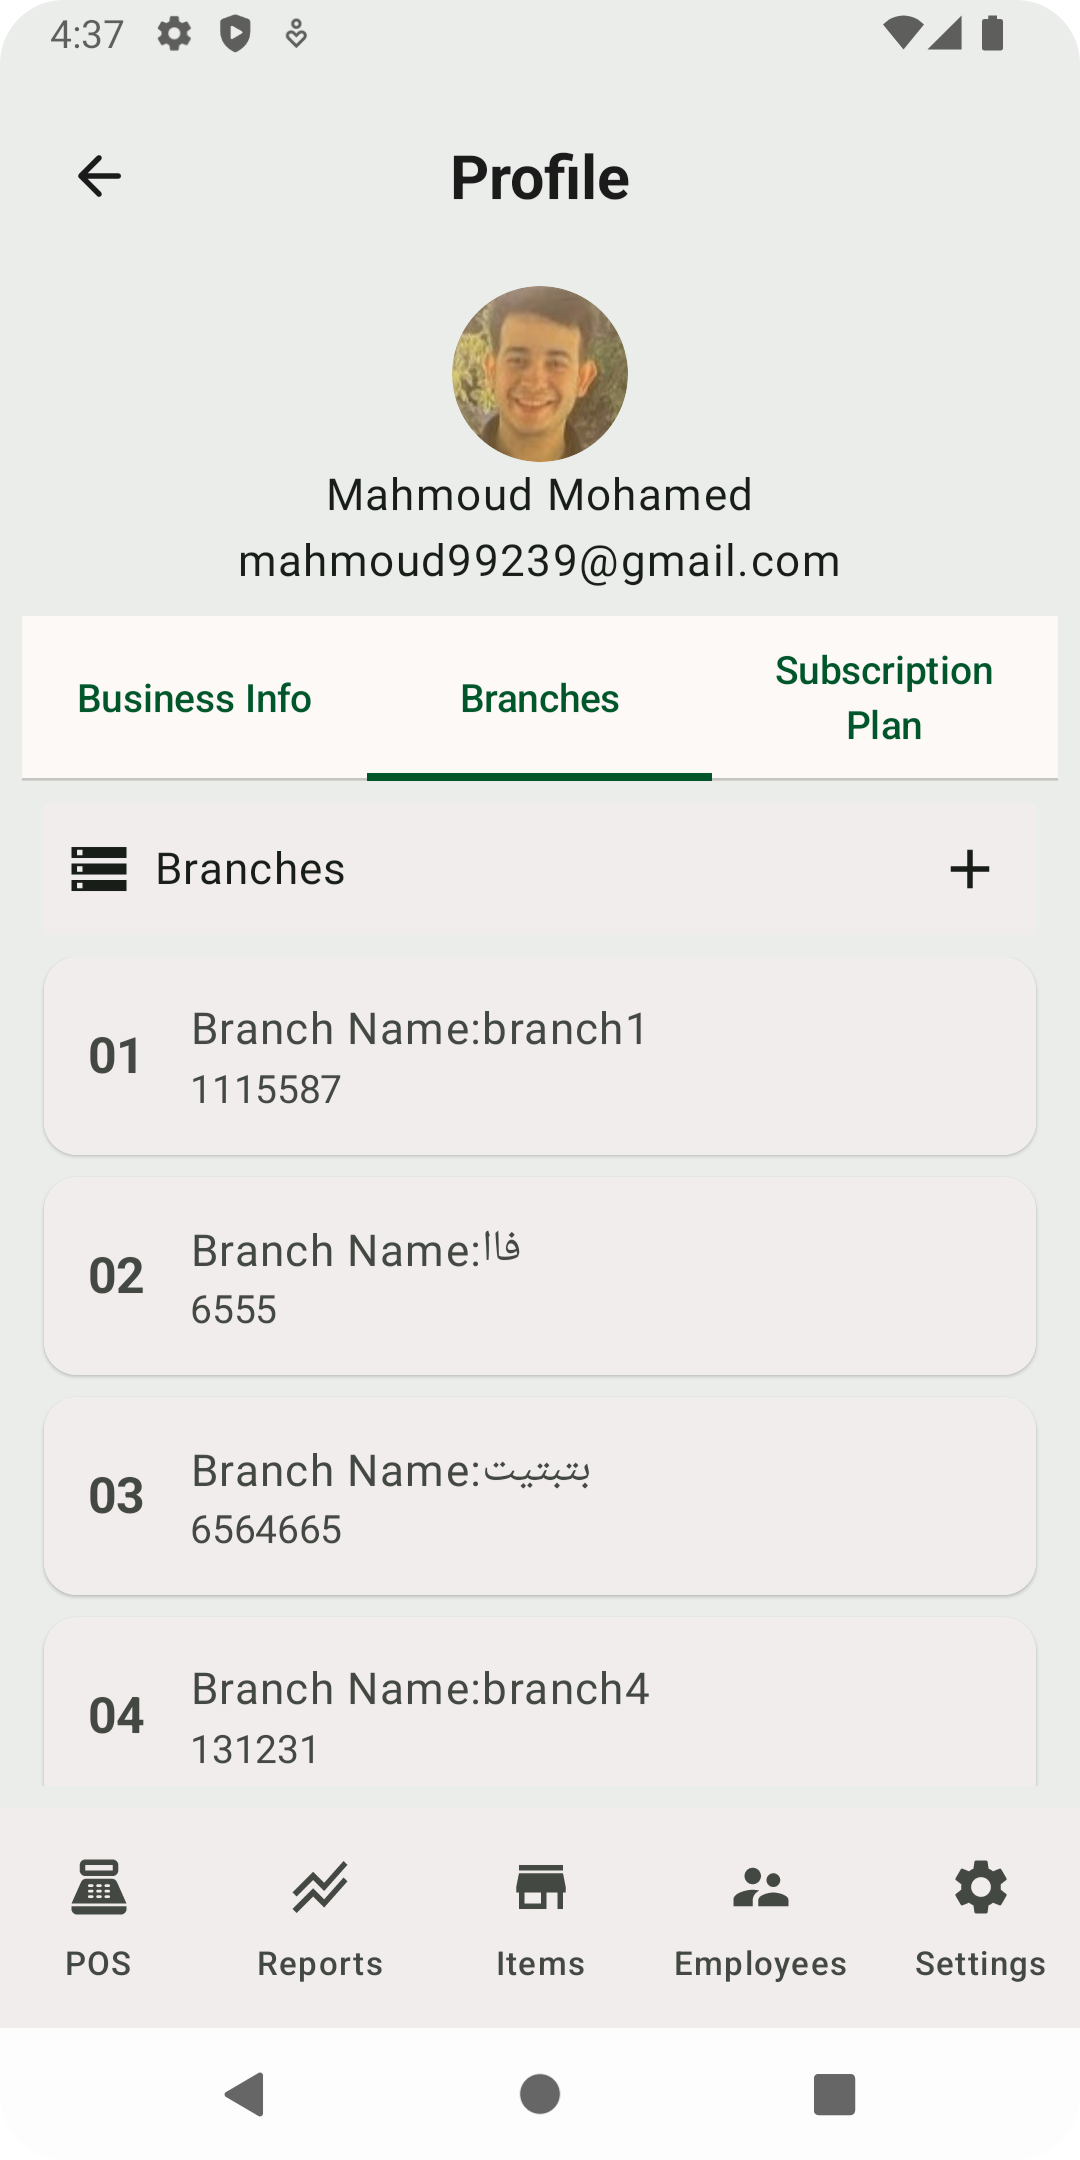 4:37
Profile
Mahmoud Mohamed
mahmoud99239@gmail.com
Business Info
Branches
Subscription
Plan
Branches
01
Branch Name:branch1
1115587
02
Branch Name:فاا
6555
03
Branch Name:بتبتيت
6564665
04
Branch Name:branch4
131231
POS
Reports
Items
Employees
Settings